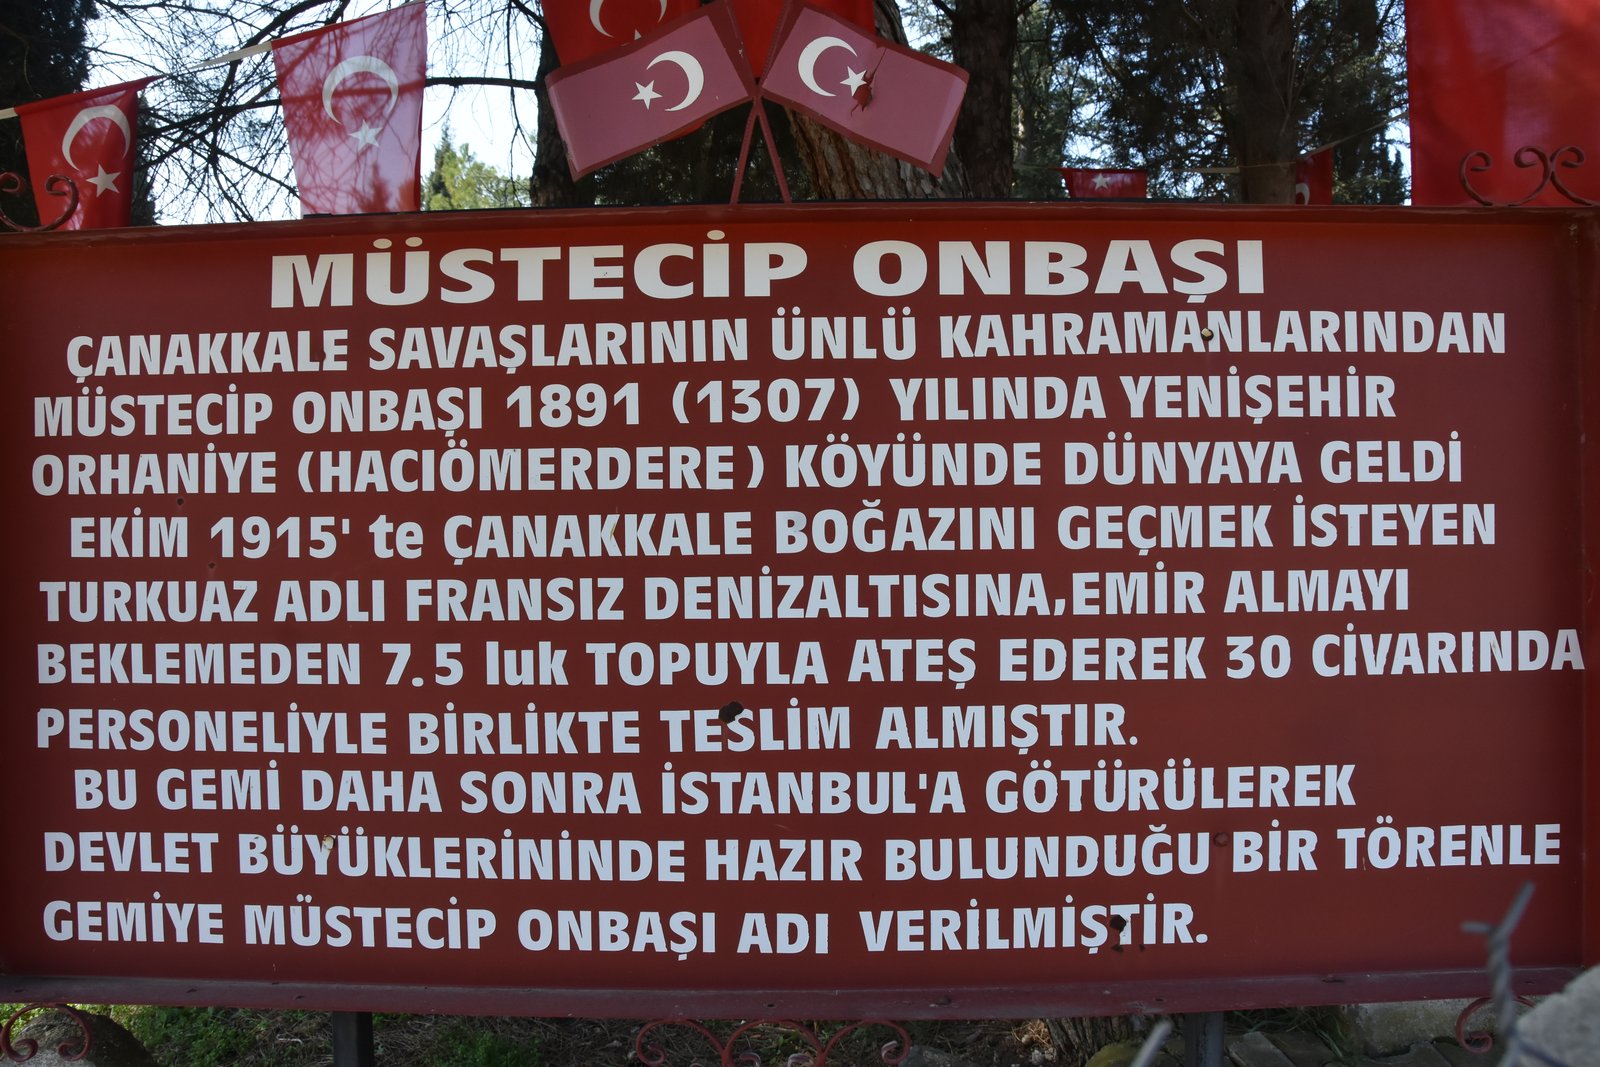 MÜSTECİP ONBAŞI
ÇANAKKALE SAVAŞLARININ ÜNLÜ KAHRAMANLARINDAN
MÜSTECİP ONBAŞI 1891 (1307) YILINDA YENİŞEHİR
ORHANİYE (HACIÖMERDERE) KÖYÜNDE DÜNYAYA GELDİ
EKİM 1915' te ÇANAKKALE BOĞAZINI GEÇMEK İSTEYEN
TURKUAZ ADLI FRANSIZ DENİZALTISINA,EMİR ALMAYI
BEKLEMEDEN 7.5 luk TOPUYLA ATEŞ EDEREK 30 CİVARINDA
PERSONELİYLE BİRLİKTE TESLİM ALMIŞTIR.
BU GEMİ DAHA SONRA İSTANBUL'A GÖTÜRÜLEREK
DEVLET BÜYÜKLERİNİNDE HAZIR BULUNDUĞU BİR TÖRENLE
GEMİYE MÜSTECİP ONBAŞI ADI VERİLMİŞTİR.